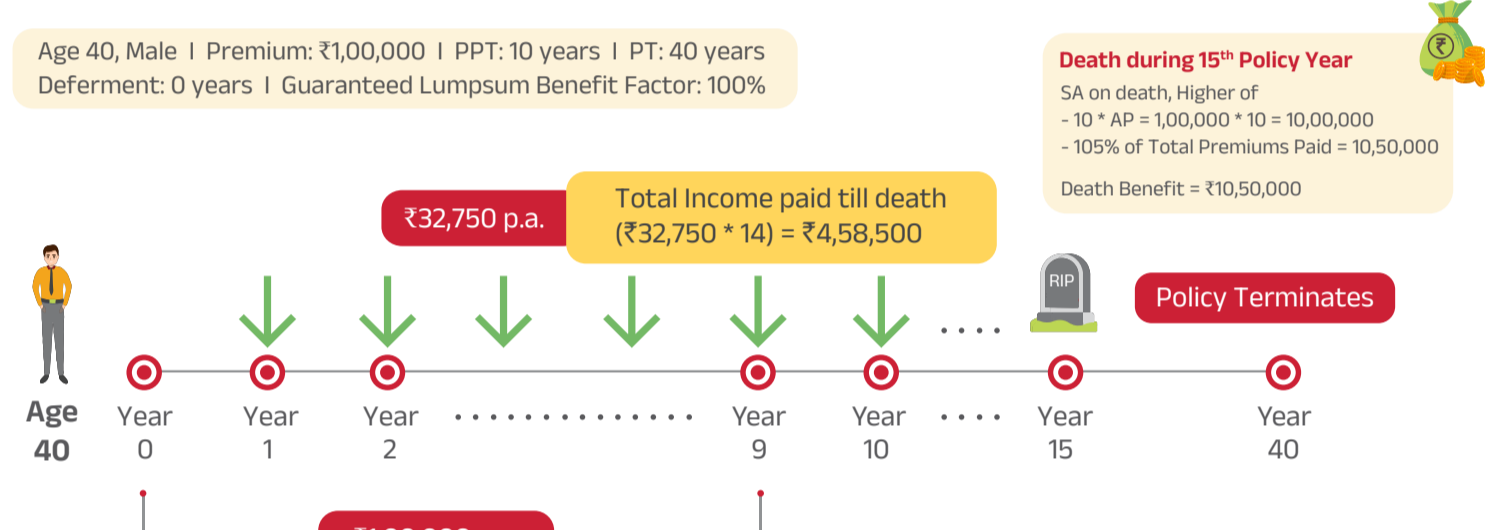 Age 40, Male I Premium: ₹1,00,000 I PPT: 10 years I PT: 40 years
Deferment: 0 years I Guaranteed Lumpsum Benefit Factor: 100%
₹
Death during 15th Policy Year
SA on death, Higher of
- 10 * AP = 1,00,000 * 10 = 10,00,000
- 105% of Total Premiums Paid = 10,50,000
Death Benefit = ₹10,50,000
₹32,750 p.a.
Total Income paid till death
(₹32,750 * 14) = ₹4,58,500
RIP
Policy Terminates
Age
40
Year
0
Year
1
Year
2
Year
9
Year
10
Year
15
Year
40